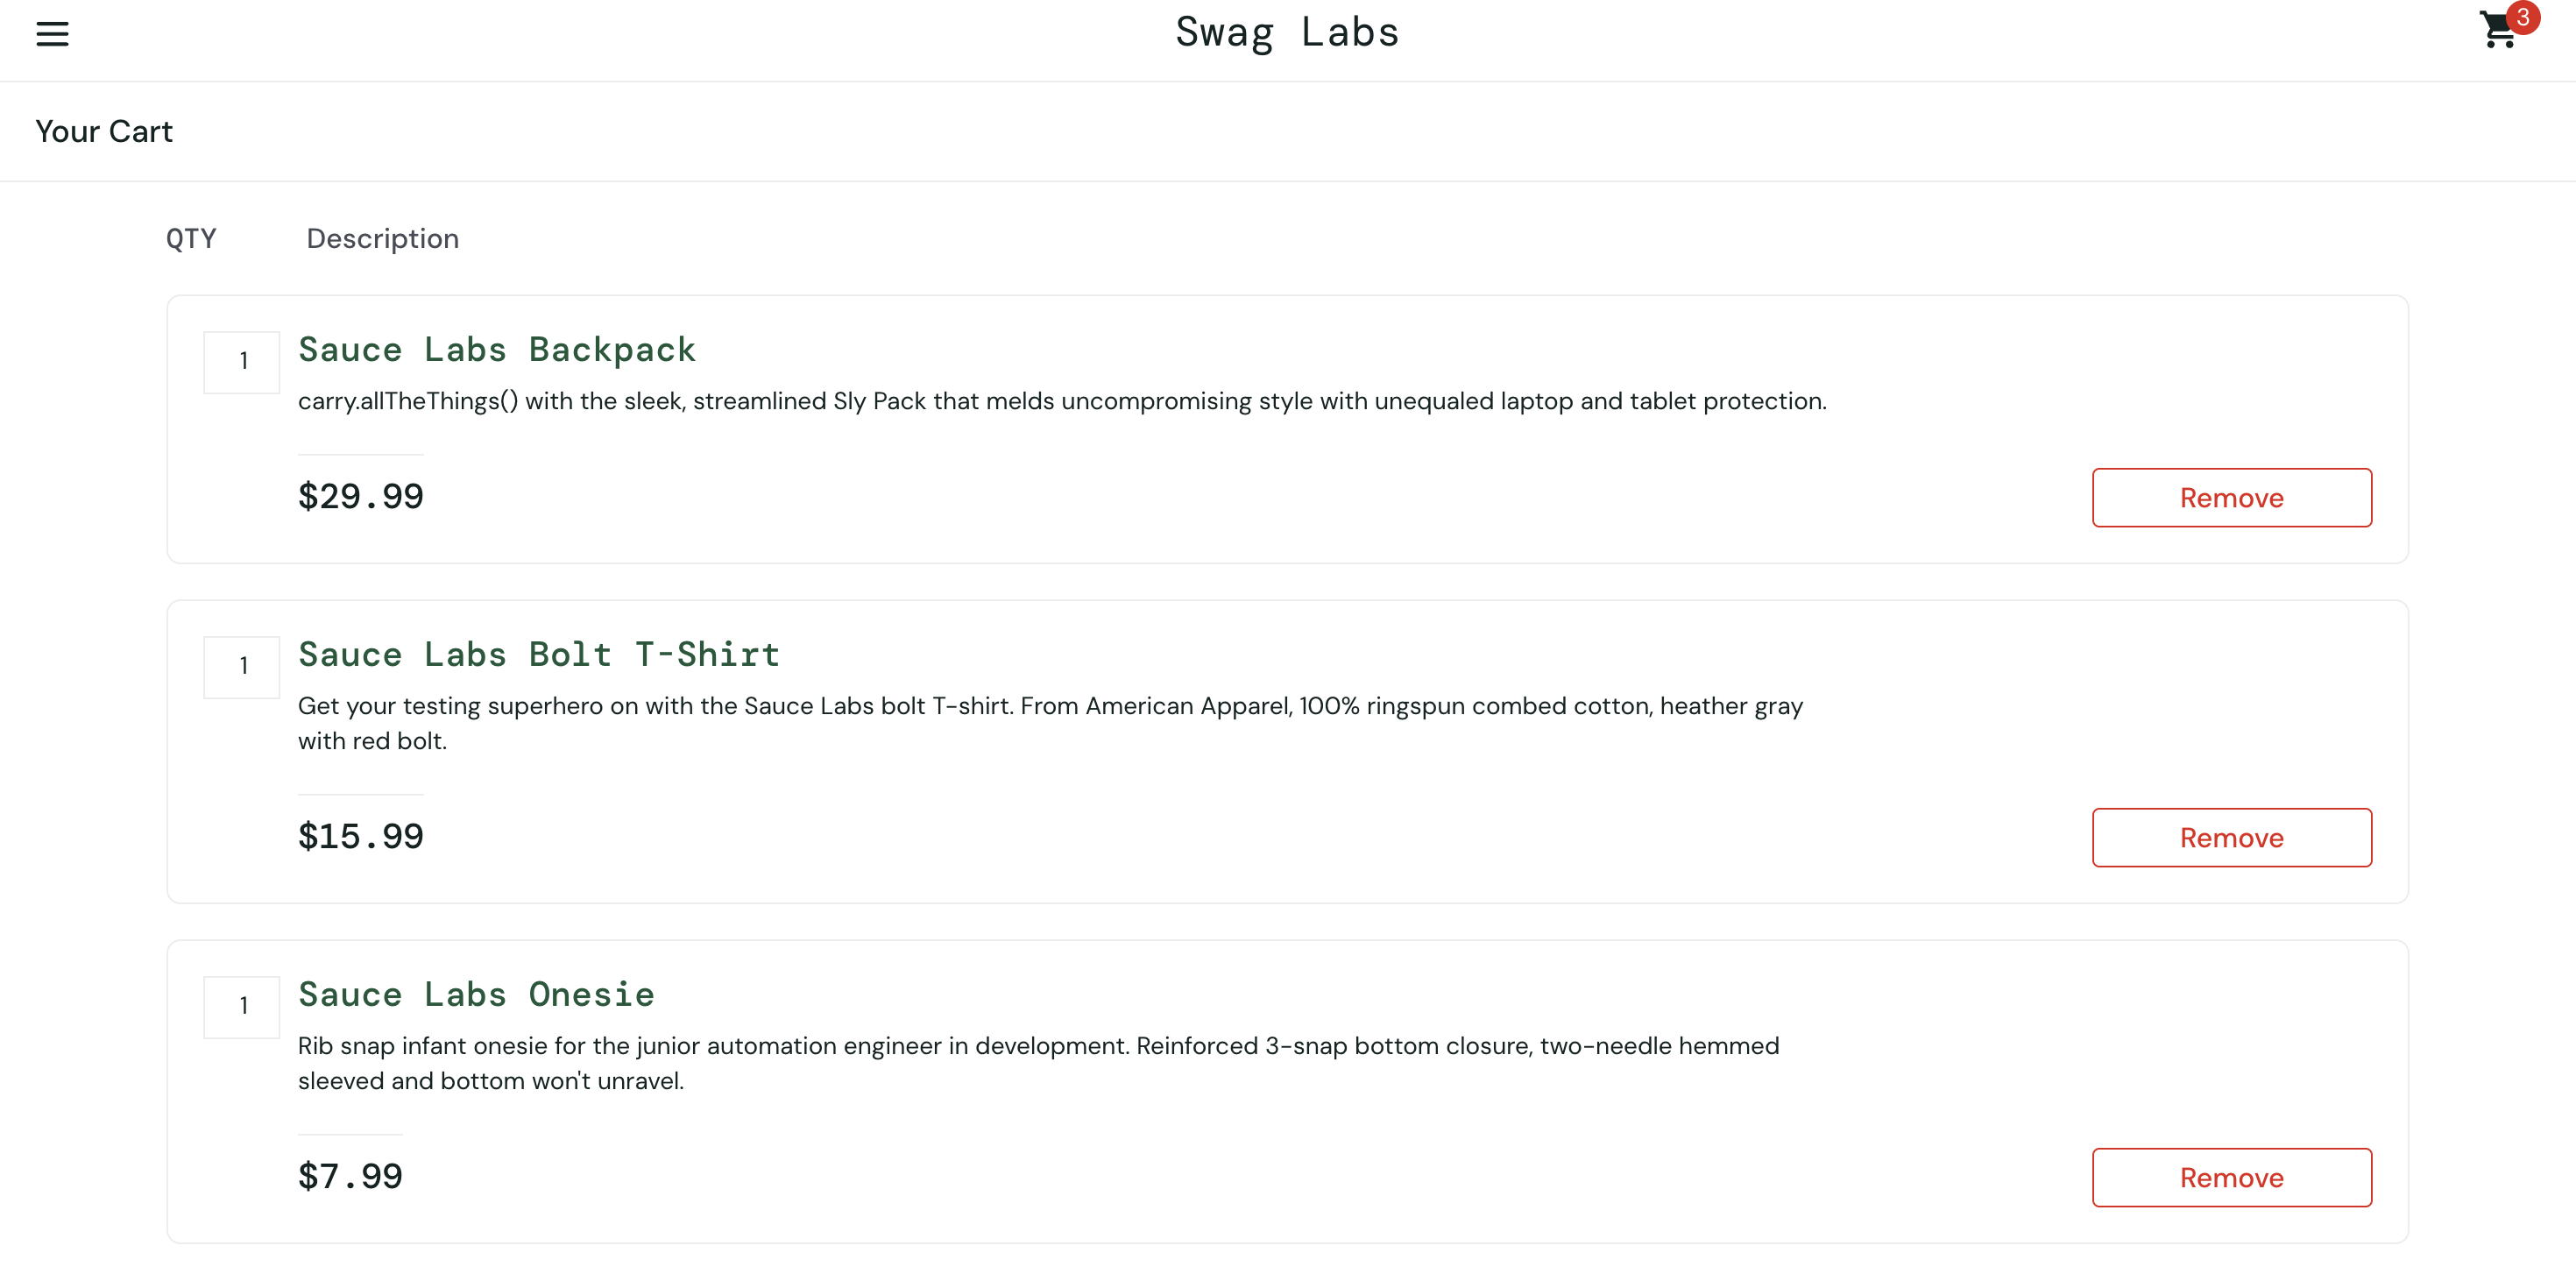 Swag Labs
3
Your Cart
QTY Description
1
Sauce Labs Backpack
carry.allTheThings() with the sleek, streamlined Sly Pack that melds uncompromising style with unequaled laptop and tablet protection.
$29.99
Remove
1
Sauce Labs Bolt T-Shirt
Get your testing superhero on with the Sauce Labs bolt T-shirt. From American Apparel, 100% ringspun combed cotton, heather gray
with red bolt.
$15.99
Remove
1
Sauce Labs Onesie
Rib snap infant onesie for the junior automation engineer in development. Reinforced 3-snap bottom closure, two-needle hemmed
sleeved and bottom won't unravel.
$7.99
Remove